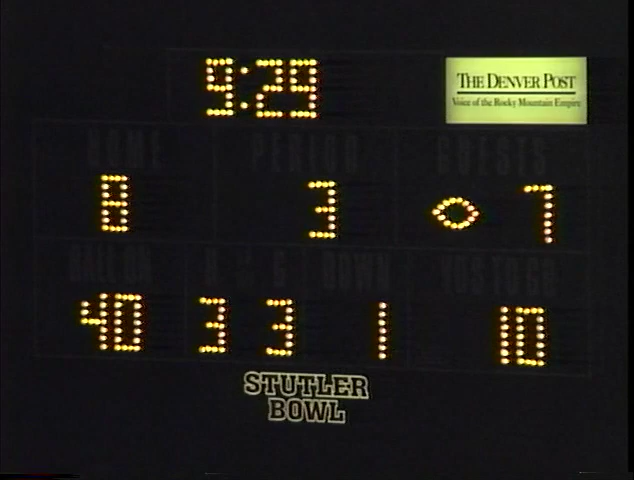 9:29
THE DENVER POST
Voice of the Rocky Mountain Empire
HOME PERIOD GUESTS
8 3 7
BALL ON DOWN YDS TO GO
40 3 3 1 10
STUTLER
BOWL